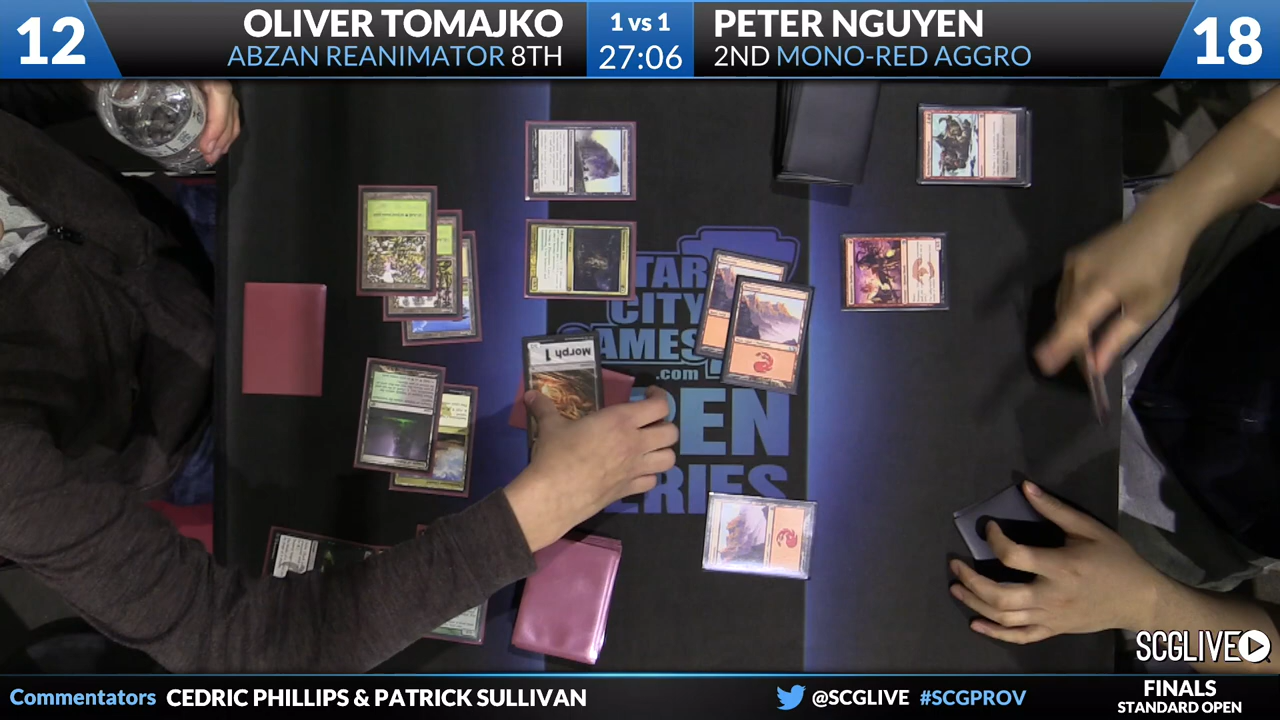 12
OLIVER TOMAJKO
ABZAN REANIMATOR 8TH
1 vs 1
27:06
PETER NGUYEN
2ND MONO-RED AGGRO
18
Morph 1
STAR
CITY
GAMES
.com
OPEN
SERIES
SCGLIVE
Commentators CEDRIC PHILLIPS & PATRICK SULLIVAN
@SCGLIVE #SCGPROV
FINALS
STANDARD OPEN